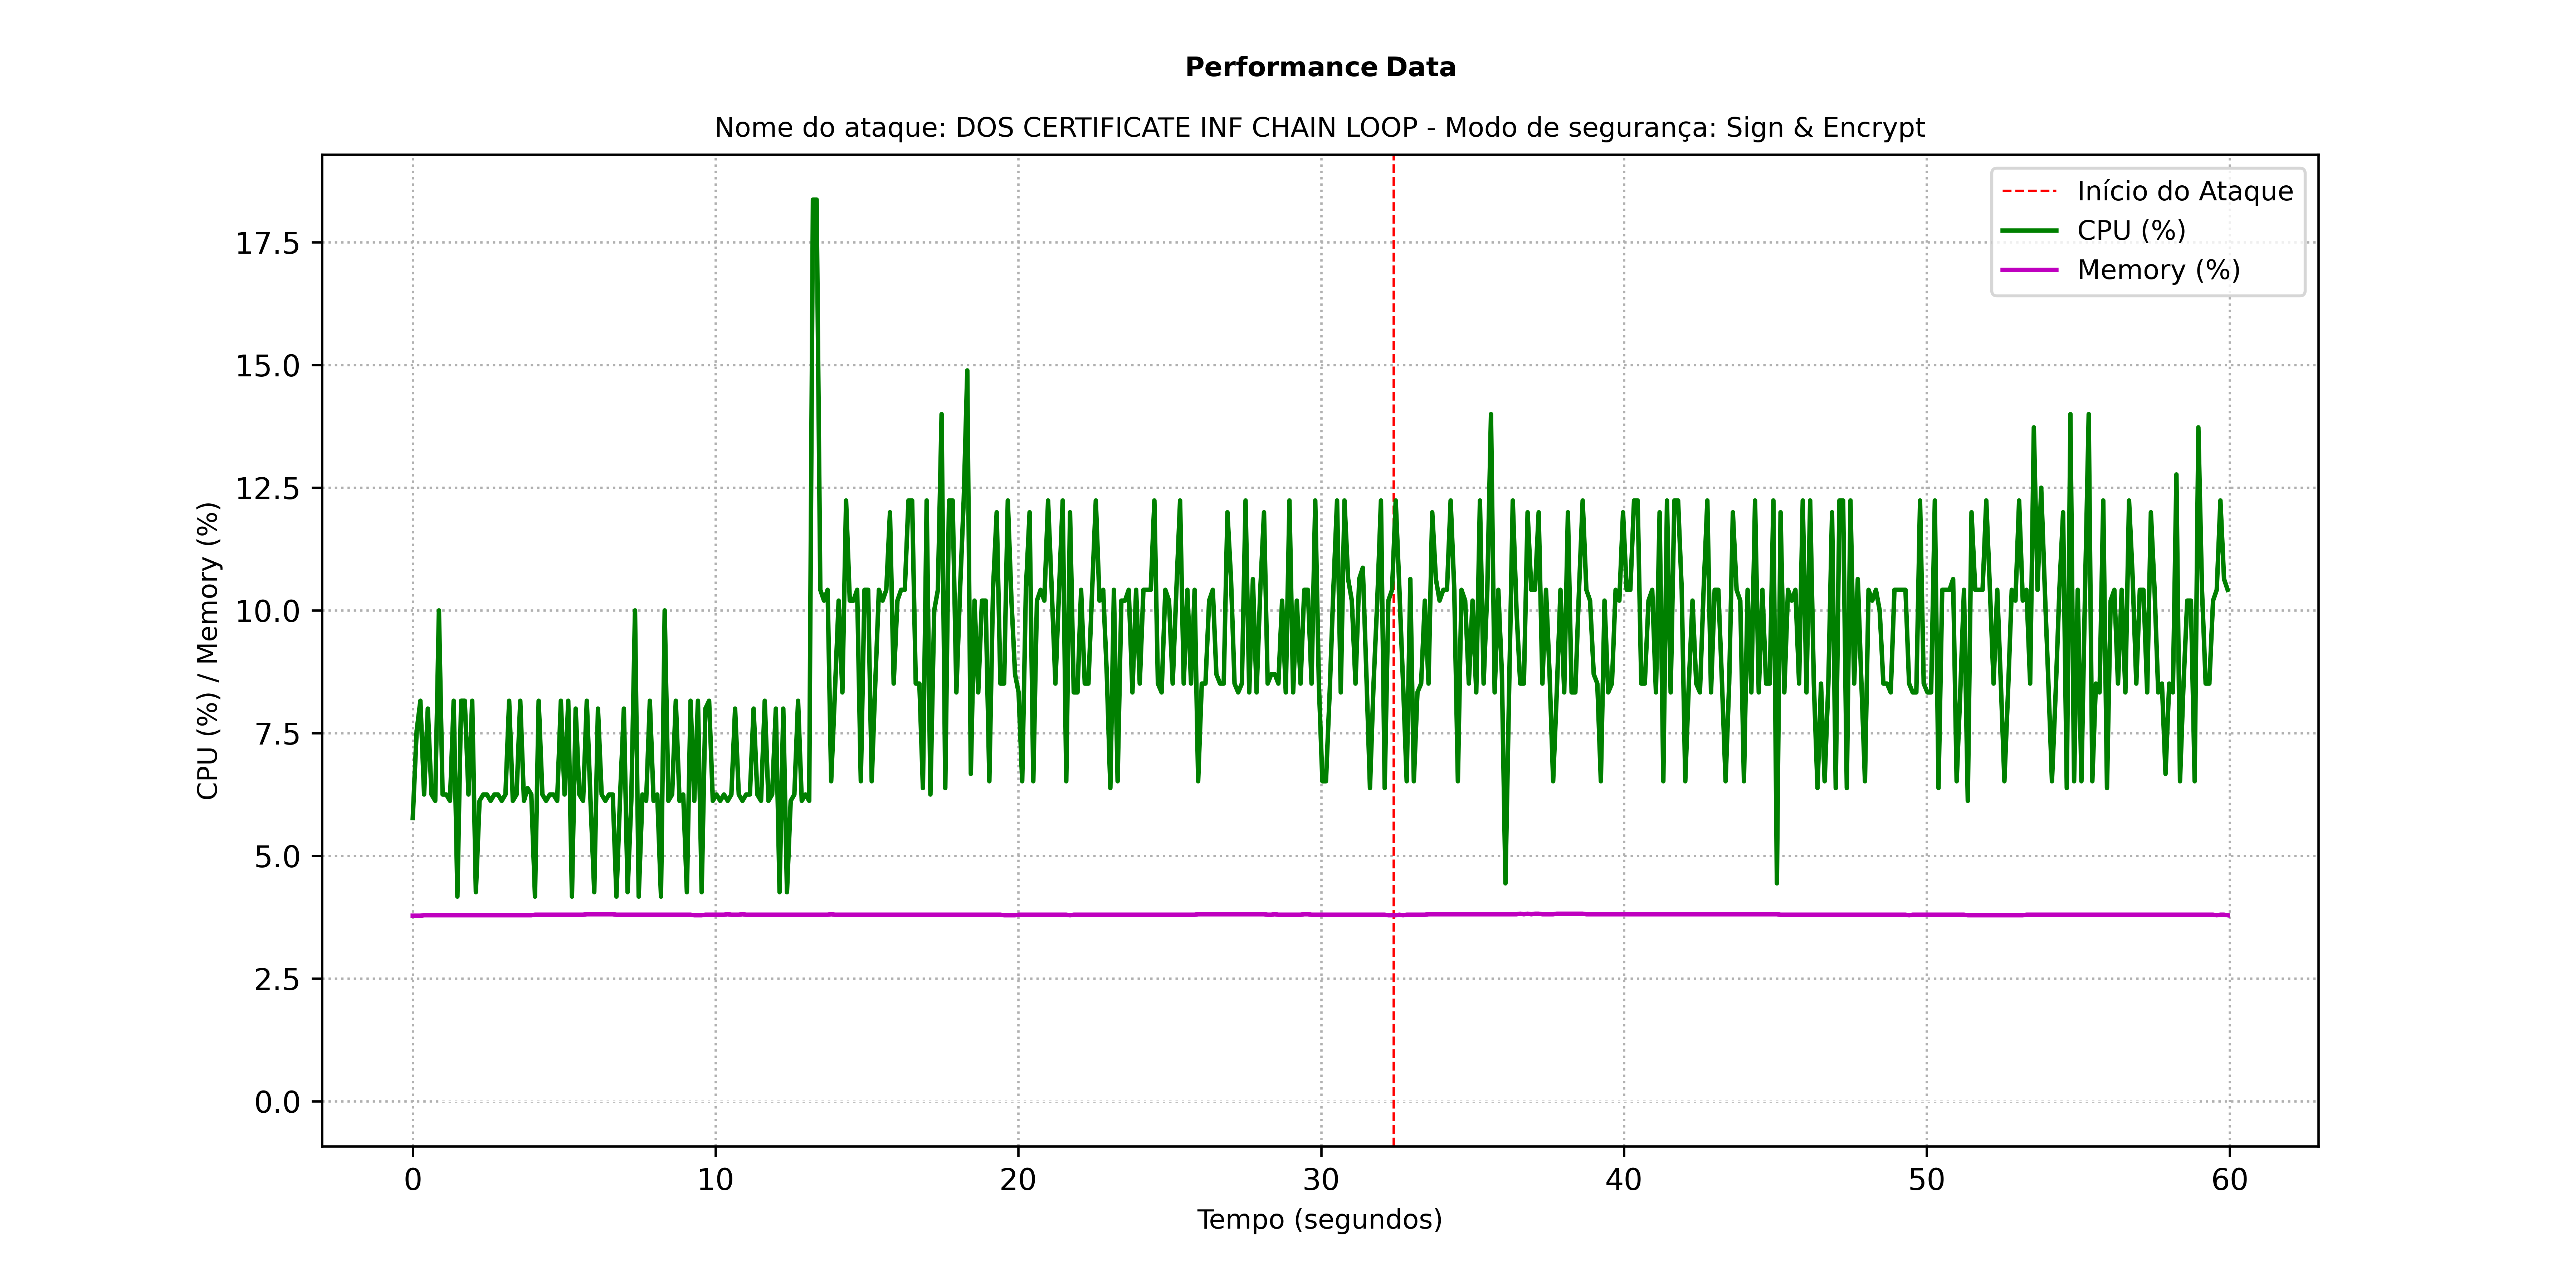 Performance Data
Nome do ataque: DOS CERTIFICATE INF CHAIN LOOP - Modo de segurança: Sign & Encrypt
Início do Ataque
CPU (%)
Memory (%)
CPU (%) / Memory (%)
17.5
15.0
12.5
10.0
7.5
5.0
2.5
0.0
0 10 20 30 40 50 60
Tempo (segundos)